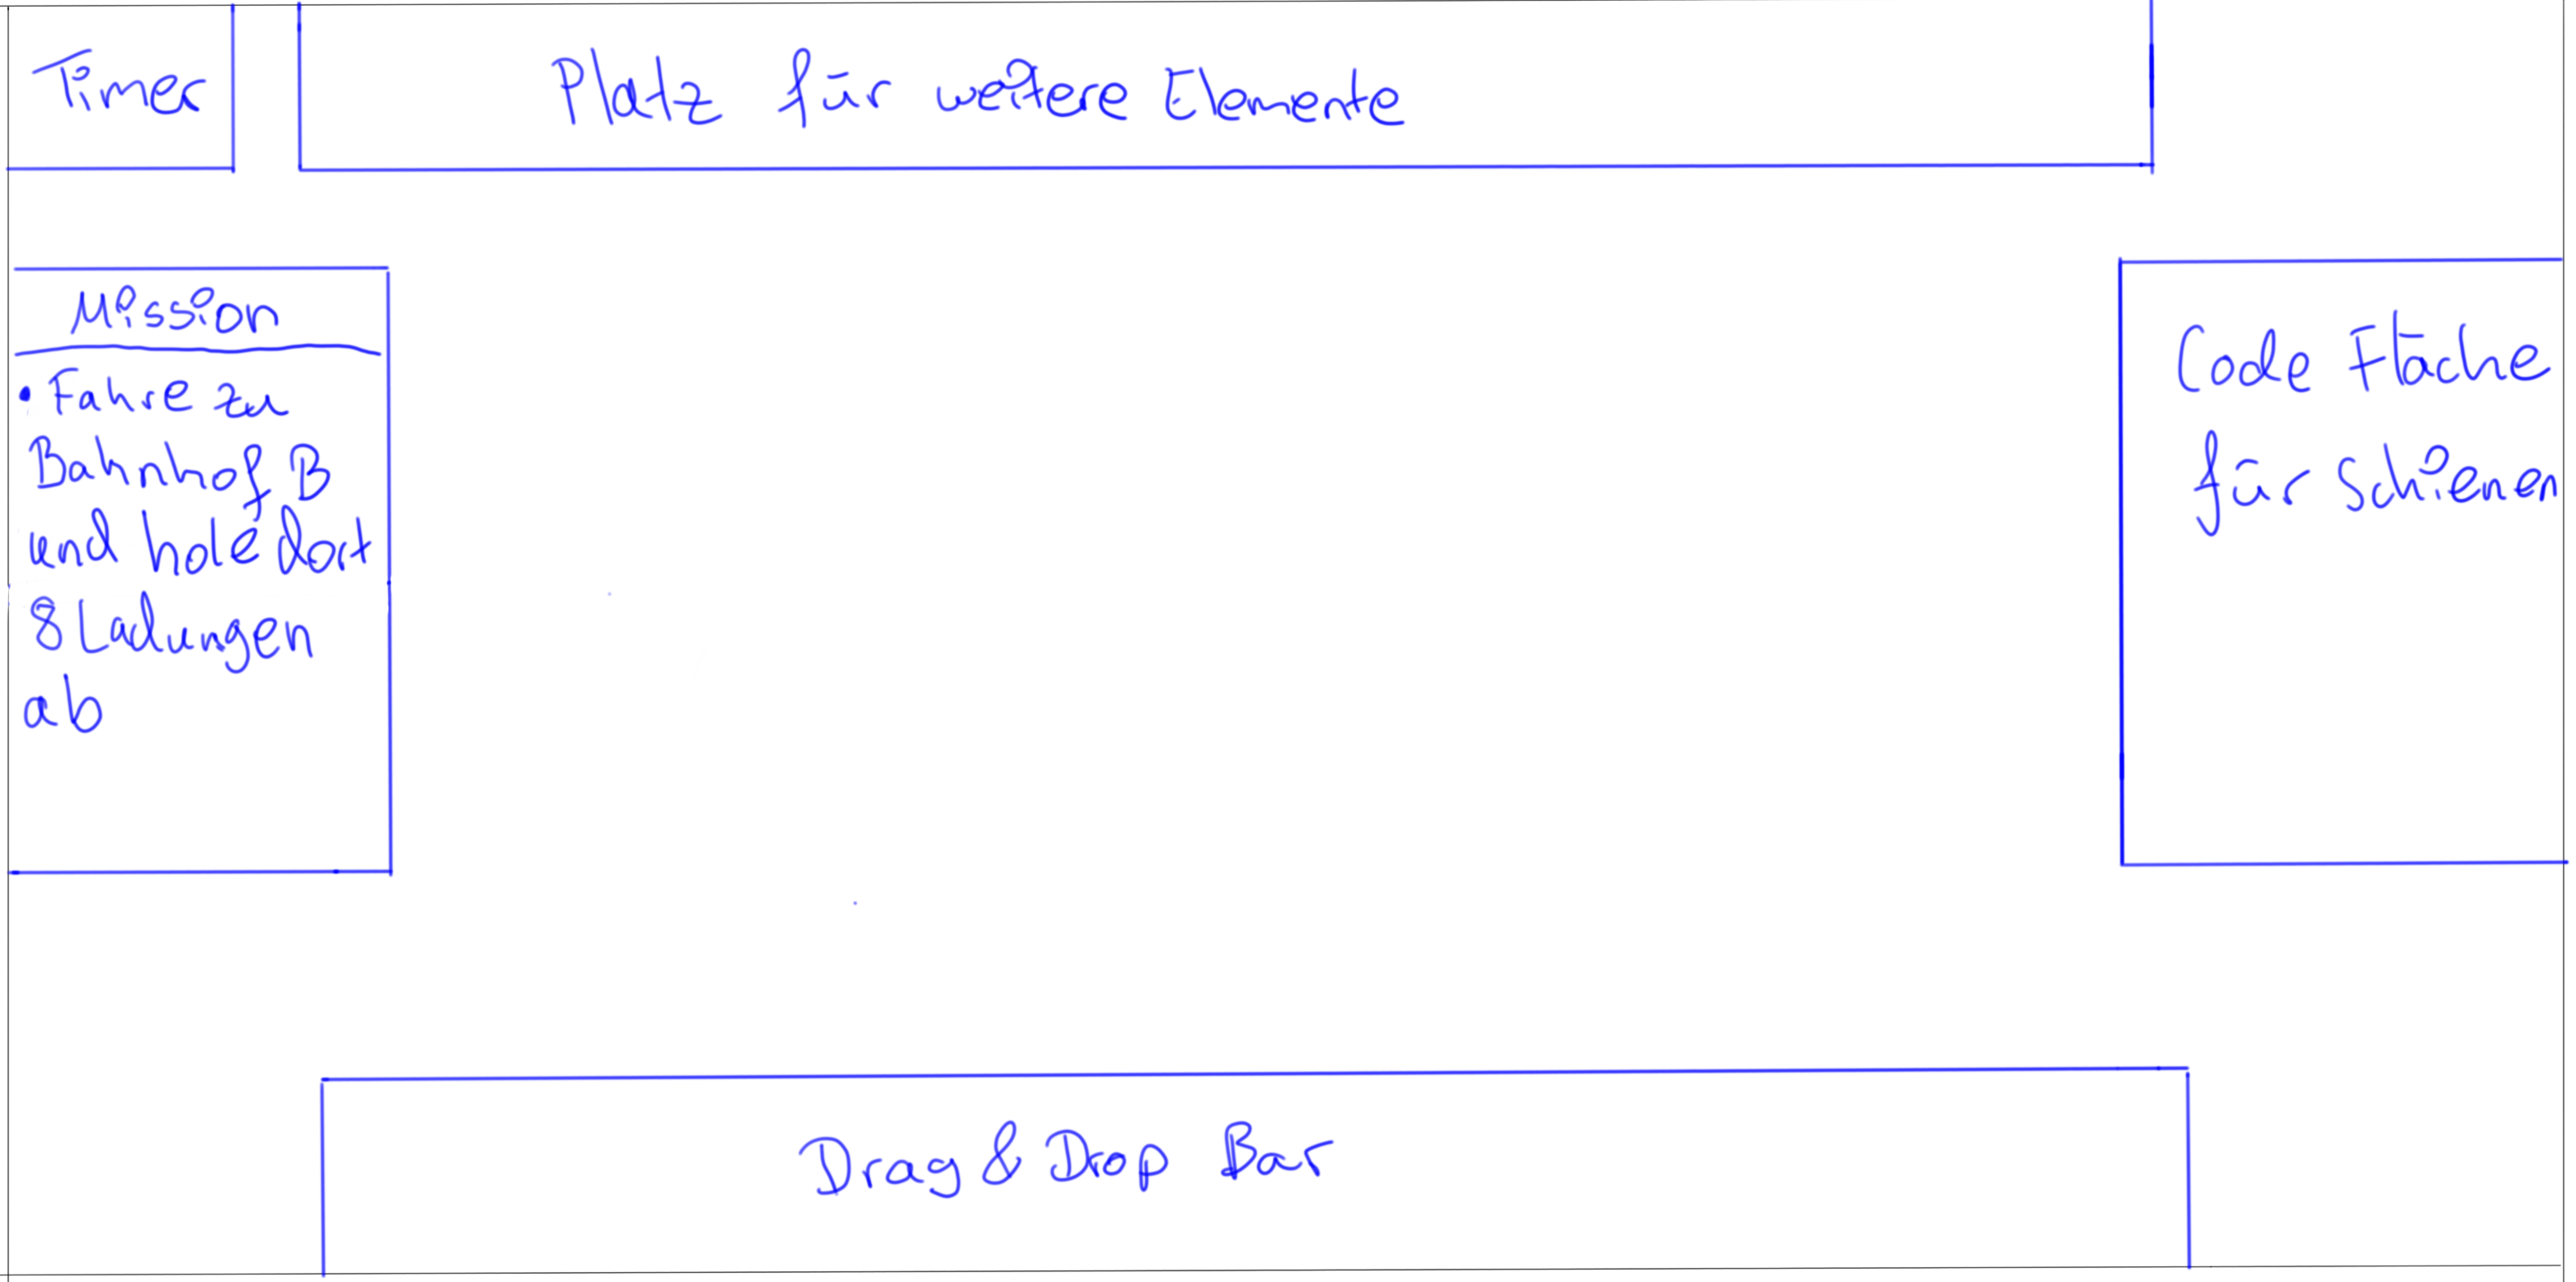 Timer
Platz für weitere Elemente
Mission
• Fahre zu
Bahnhof B
und hole dort
8 Ladungen
ab
Code Fläche
für Schienen
Drag & Drop Bar